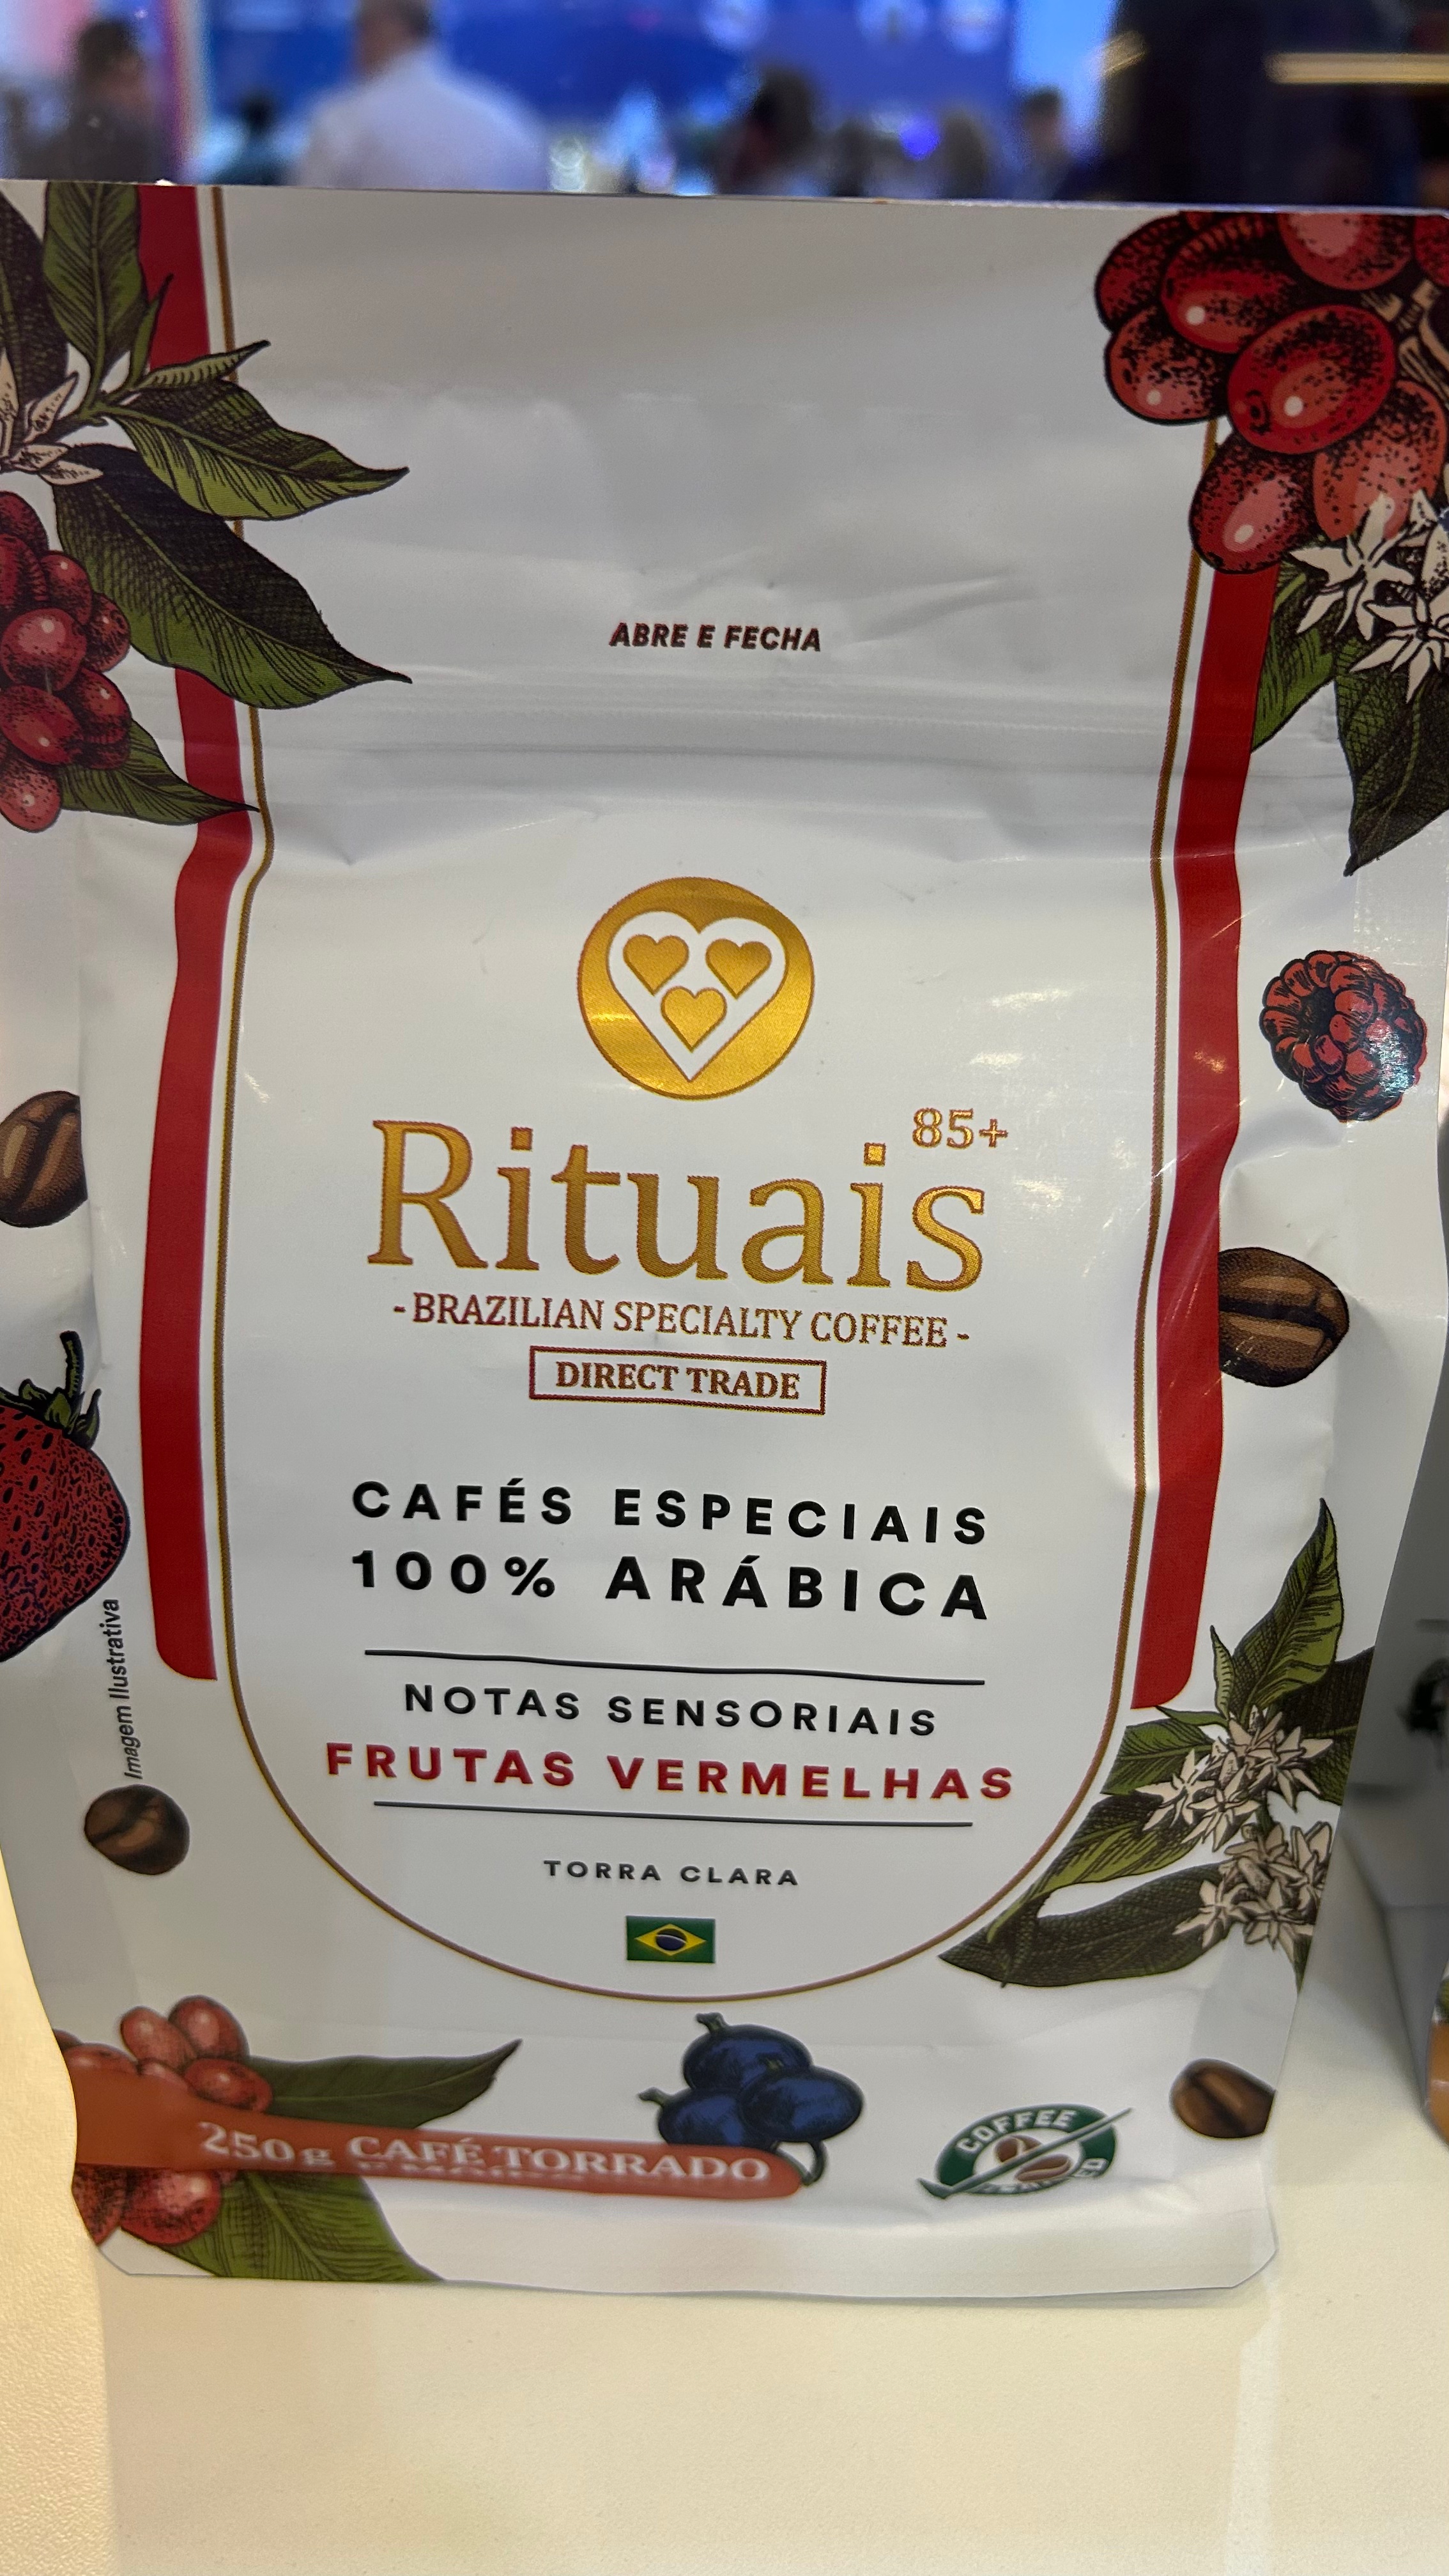 ABRE E FECHA
Rituais 85+
- BRAZILIAN SPECIALTY COFFEE -
DIRECT TRADE
CAFÉS ESPECIAIS
100% ARÁBICA
NOTAS SENSORIAIS
FRUTAS VERMELHAS
TORRA CLARA
Imagem Ilustrativa
250g CAFÉ TORRADO
COFFEE